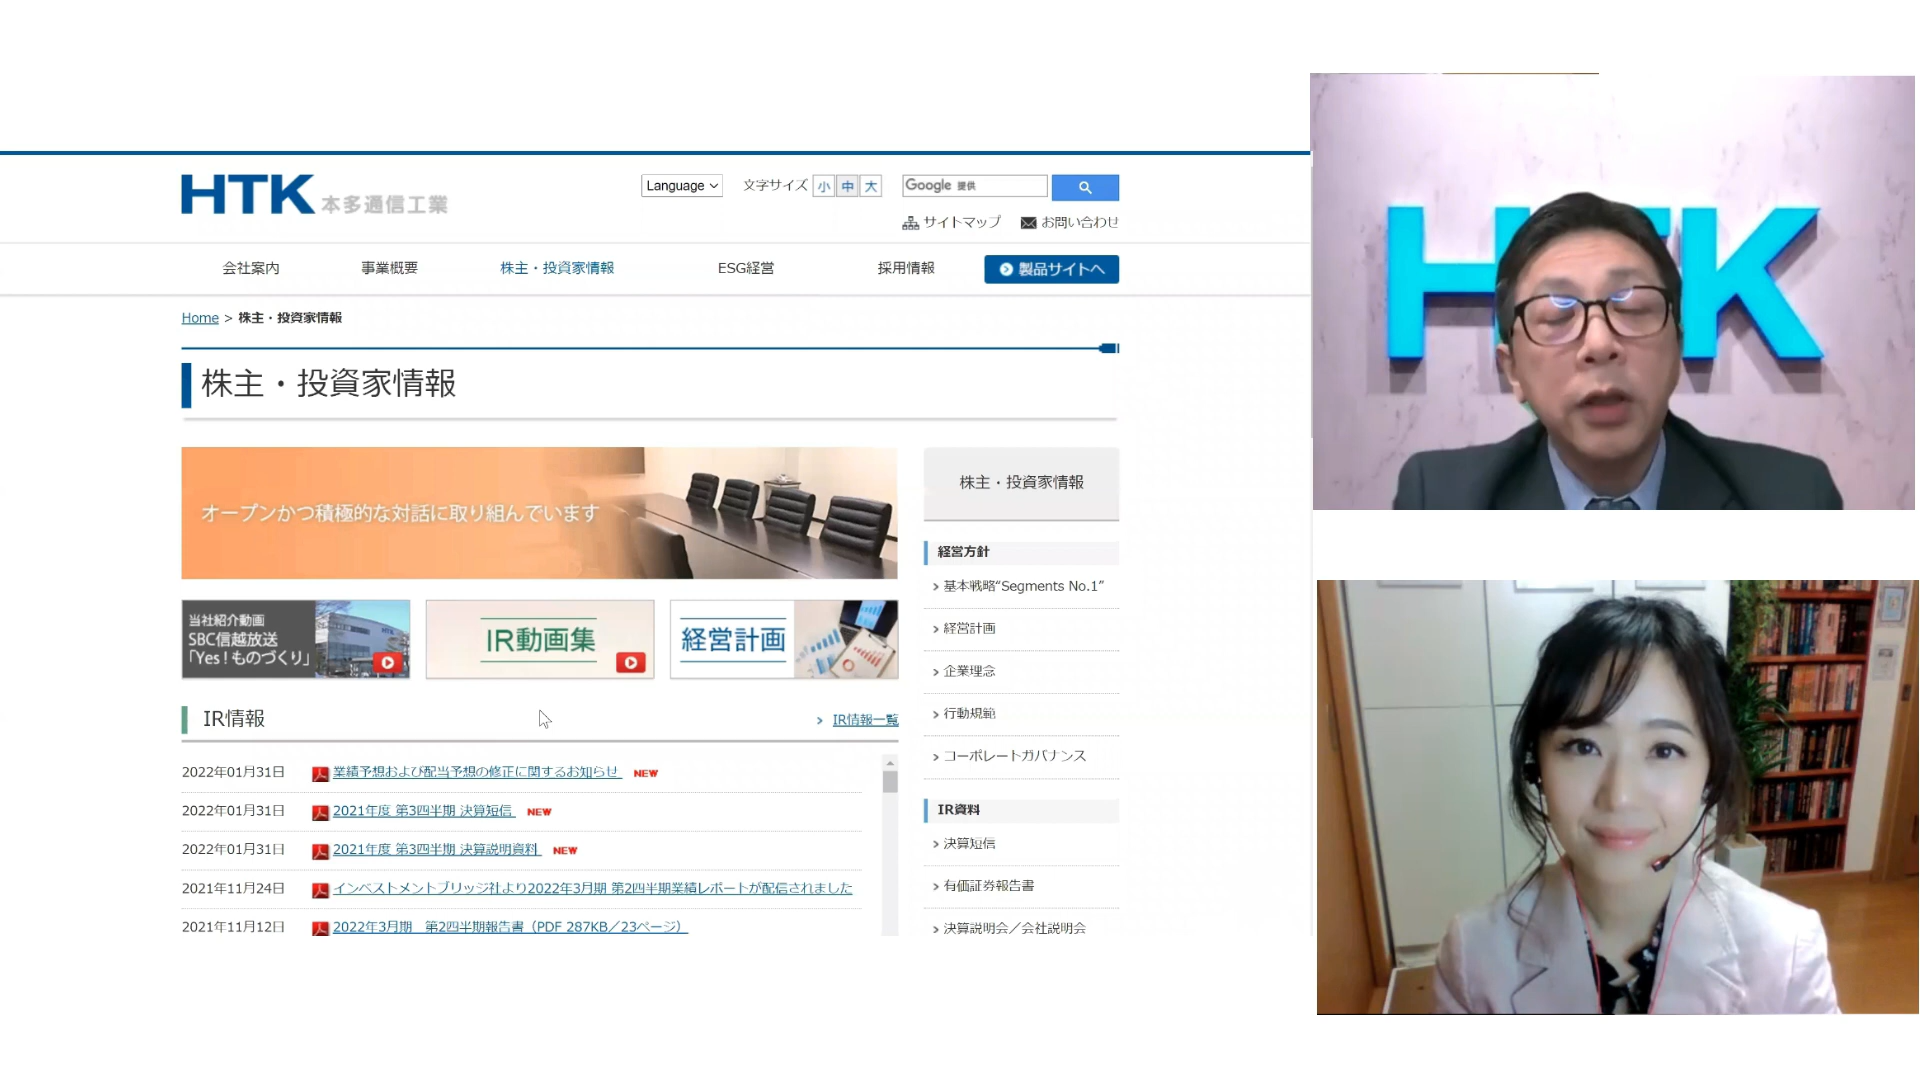 HTK 本多通信工業
Language
文字サイズ 小 中 大
Google 提供
サイトマップ
お問い合わせ
会社案内
事業概要
株主・投資家情報
ESG経営
採用情報
製品サイトへ
Home > 株主・投資家情報
株主・投資家情報
オープンかつ積極的な対話に取り組んでいます
当社紹介動画
SBC信越放送
「Yes！ものづくり」
HTK
IR動画集
経営計画
IR情報
IR情報一覧
2022年01月31日 業績予想および配当予想の修正に関するお知らせ NEW
2022年01月31日 2021年度 第3四半期 決算短信 NEW
2022年01月31日 2021年度 第3四半期 決算説明資料 NEW
2021年11月24日 インベストメントブリッジ社より2022年3月期 第2四半期業績レポートが配信されました
2021年11月12日 2022年3月期　第2四半期報告書（PDF 287KB／23ページ）
株主・投資家情報
経営方針
基本戦略“Segments No.1”
経営計画
企業理念
行動規範
コーポレートガバナンス
IR資料
決算短信
有価証券報告書
決算説明会／会社説明会
HTK